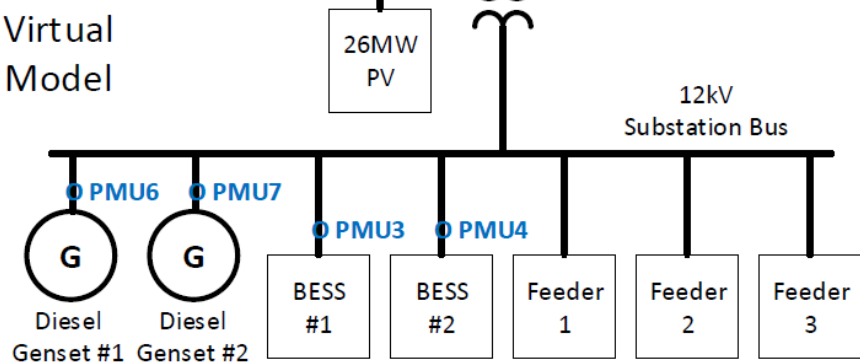 Virtual
Model
26MW
PV
12kV
Substation Bus
PMU6
PMU7
PMU3
PMU4
G
G
BESS
#1
BESS
#2
Feeder
1
Feeder
2
Feeder
3
Diesel
Genset #1
Diesel
Genset #2